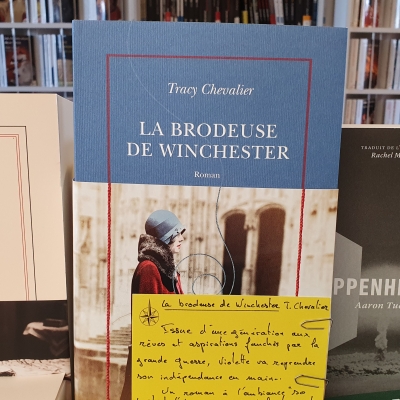 Tracy Chevalier
LA BRODEUSE
DE WINCHESTER
Roman
La brodeuse de Winchester T. Chevalier
Issue d'une génération aux
rêves et aspirations fauchés par la
grande guerre, Violette va reprendre
son indépendance en main.
Un roman à l'ambiance "so
TRADUIT DE L'
Rachel M
PPENH
Aaron Tu